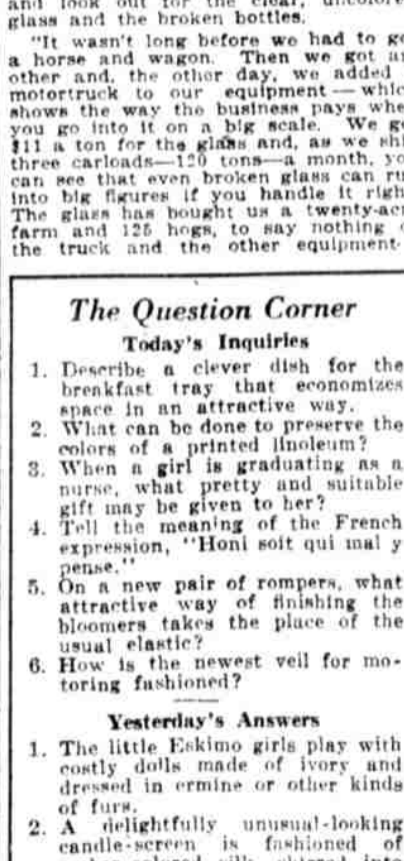 and look out for the clear,
glass and the broken bottles.
"It wasn't long before we had to
a horse and wagon. Then we got
other and, the other day, we added
motortruck to our equipment — whic
shows the way the business pays whe
you go into it on a big scale. We g
$11 a ton for the glass and, as we shi
three carloads—120 tons—a month, yo
can see that even broken glass can ru
into big figures if you handle it righ
The glass has bought us a twenty-acr
farm and 125 hogs, to say nothing
the truck and the other equipment
The Question Corner
Today's Inquiries
1. Describe a clever dish for the
breakfast tray that economizes
space in an attractive way.
2. What can be done to preserve the
colors of a printed linoleum?
3. When a girl is graduating as a
nurse, what pretty and suitable
gift may be given to her?
4. Tell the meaning of the French
expression, "Honi soit qui mal y
pense."
5. On a new pair of rompers, what
attractive way of finishing the
bloomers takes the place of the
usual elastic?
6. How is the newest veil for mo-
toring fashioned?
Yesterday's Answers
1. The little Eskimo girls play with
costly dolls made of ivory and
dressed in ermine or other kinds
of furs.
2. A delightfully unusual-looking
candle-screen is fashioned of